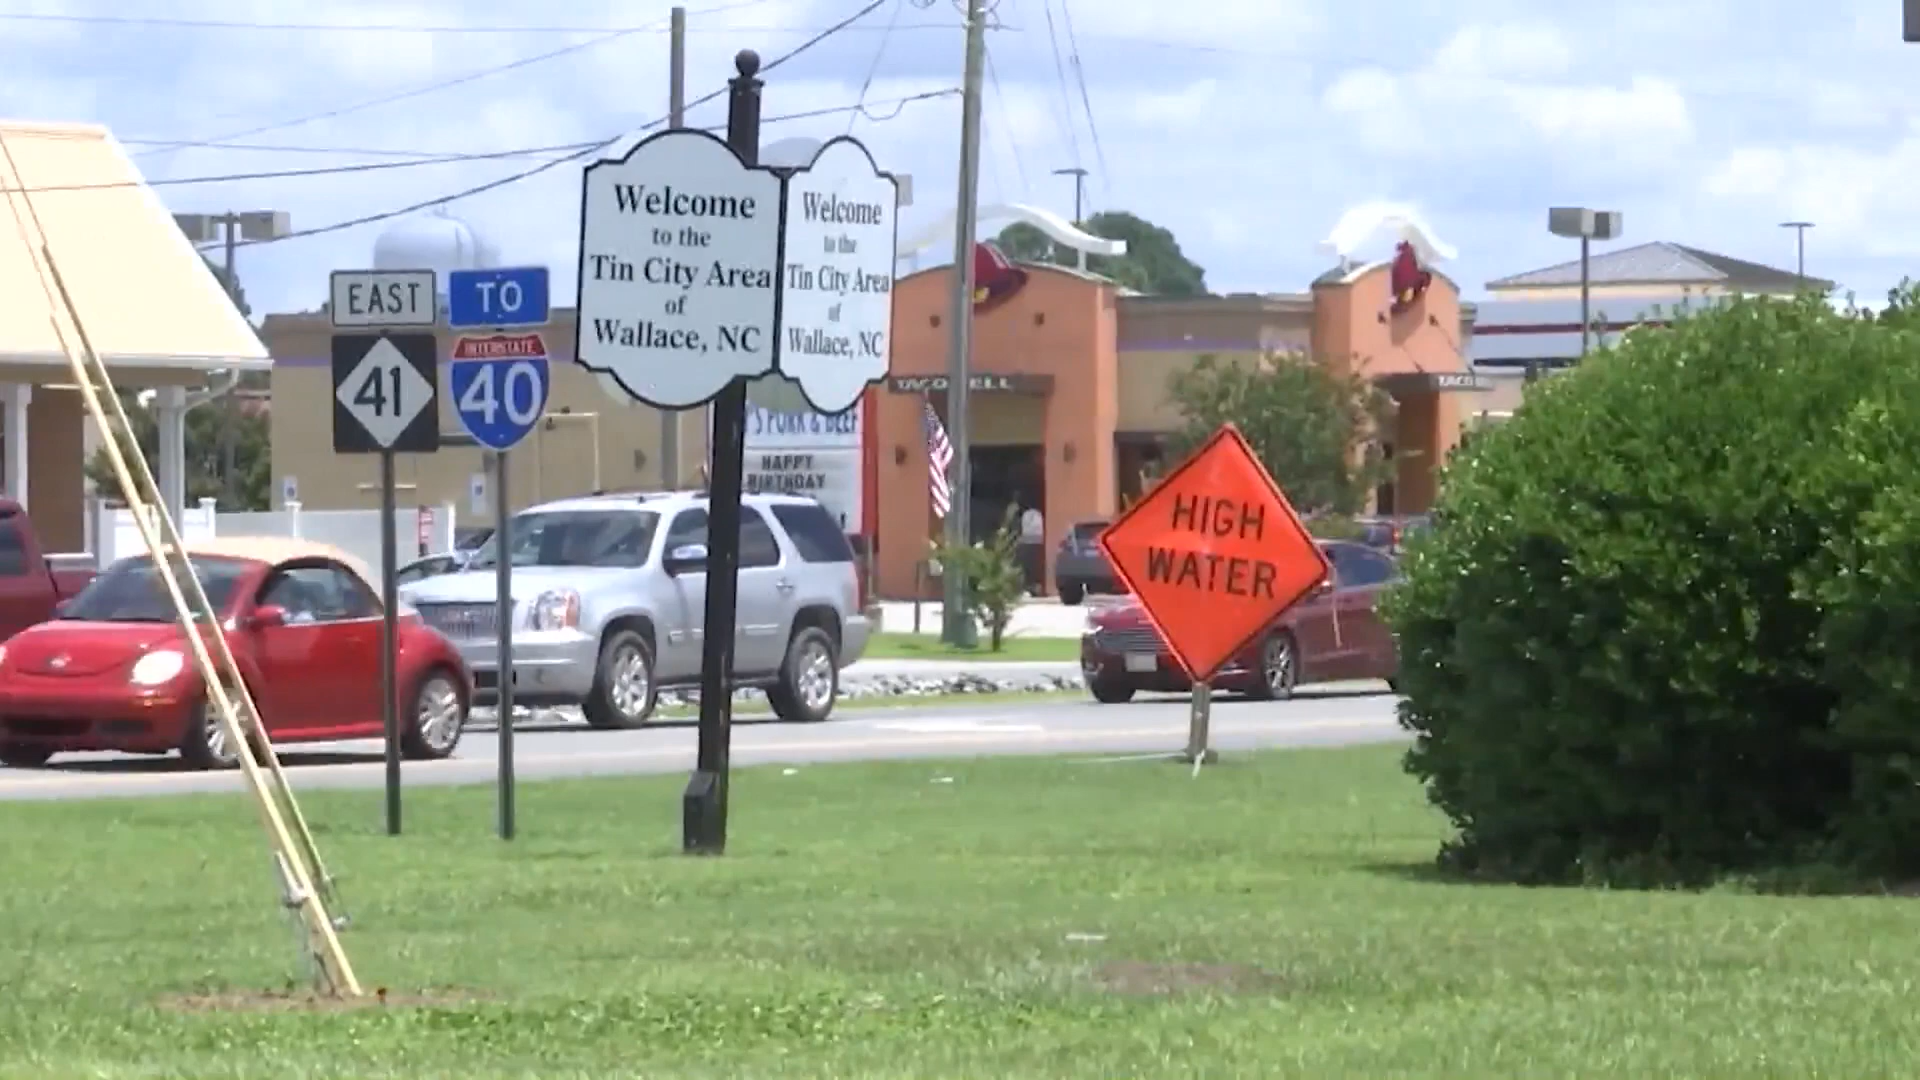 EAST
41
TO
INTERSTATE
40
Welcome
to the
Tin City Area
of
Wallace, NC
Welcome
to the
Tin City Area
of
Wallace, NC
'S PORK & BEEF
HAPPY
BIRTHDAY
TACO BELL
TACO
HIGH
WATER